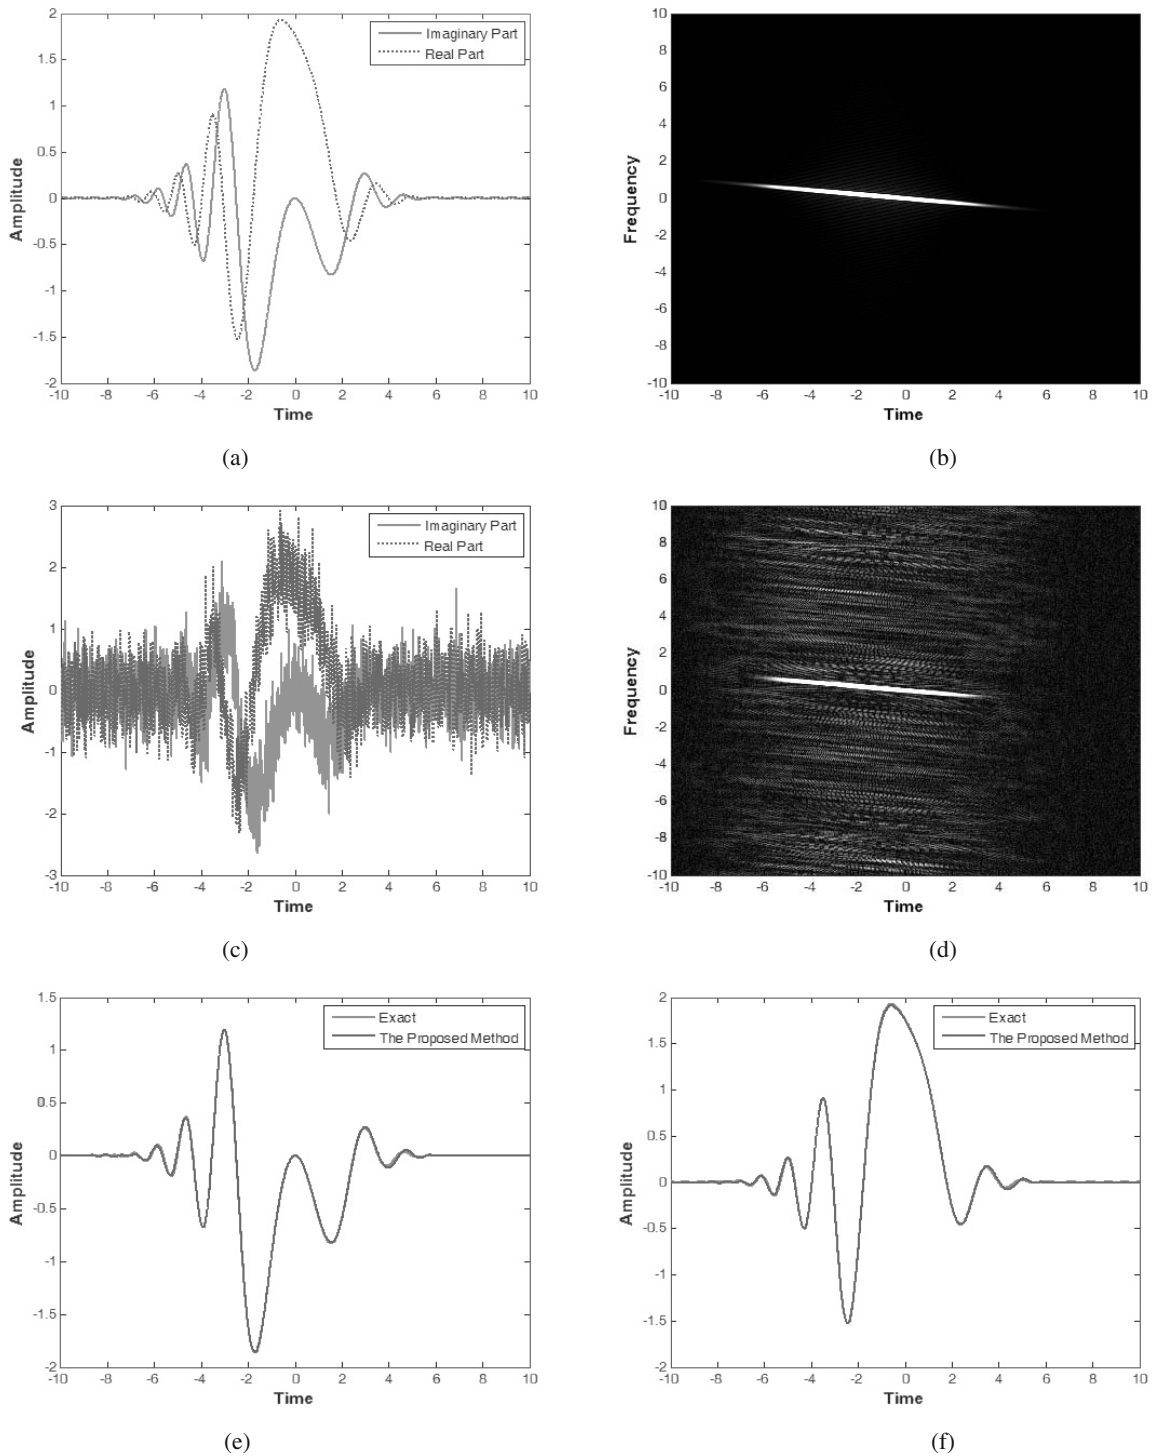 2
1.5
1
0.5
0
-0.5
-1
-1.5
-2
Amplitude
Imaginary Part
Real Part
-10 -8 -6 -4 -2 0 2 4 6 8 10
Time
(a)
10
8
6
4
2
0
-2
-4
-6
-8
-10
Frequency
-10 -8 -6 -4 -2 0 2 4 6 8 10
Time
(b)
3
2
1
0
-1
-2
-3
Amplitude
Imaginary Part
Real Part
-10 -8 -6 -4 -2 0 2 4 6 8 10
Time
(c)
10
8
6
4
2
0
-2
-4
-6
-8
-10
Frequency
-10 -8 -6 -4 -2 0 2 4 6 8 10
Time
(d)
1.5
1
0.5
0
-0.5
-1
-1.5
-2
Amplitude
Exact
The Proposed Method
-10 -8 -6 -4 -2 0 2 4 6 8 10
Time
(e)
2
1.5
1
0.5
0
-0.5
-1
-1.5
-2
Amplitude
Exact
The Proposed Method
-10 -8 -6 -4 -2 0 2 4 6 8 10
Time
(f)